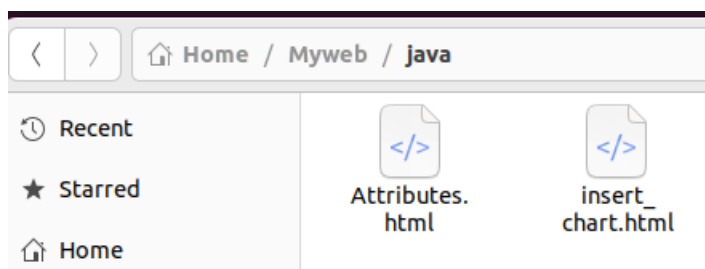 Home / Myweb / java
Recent
Starred
Home
Attributes.
html
insert_
chart.html